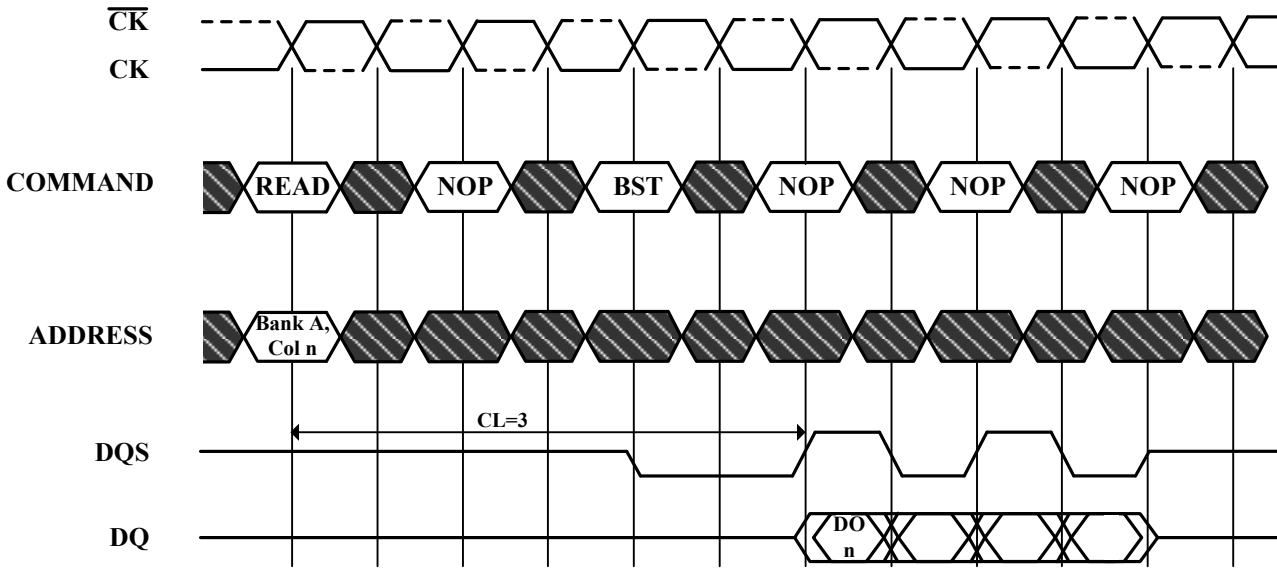 CK
CK
COMMAND
READ NOP BST NOP NOP NOP
ADDRESS
Bank A,
Col n
CL=3
DQS
DQ
DO
n